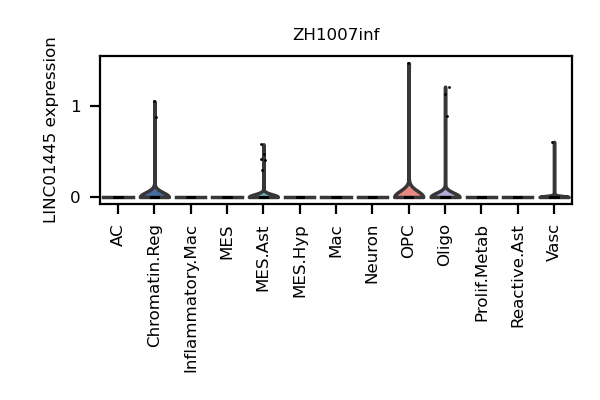 ZH1007inf
LINC01445 expression
1
0
AC
Chromatin.Reg
Inflammatory.Mac
MES
MES.Ast
MES.Hyp
Mac
Neuron
OPC
Oligo
Prolif.Metab
Reactive.Ast
Vasc